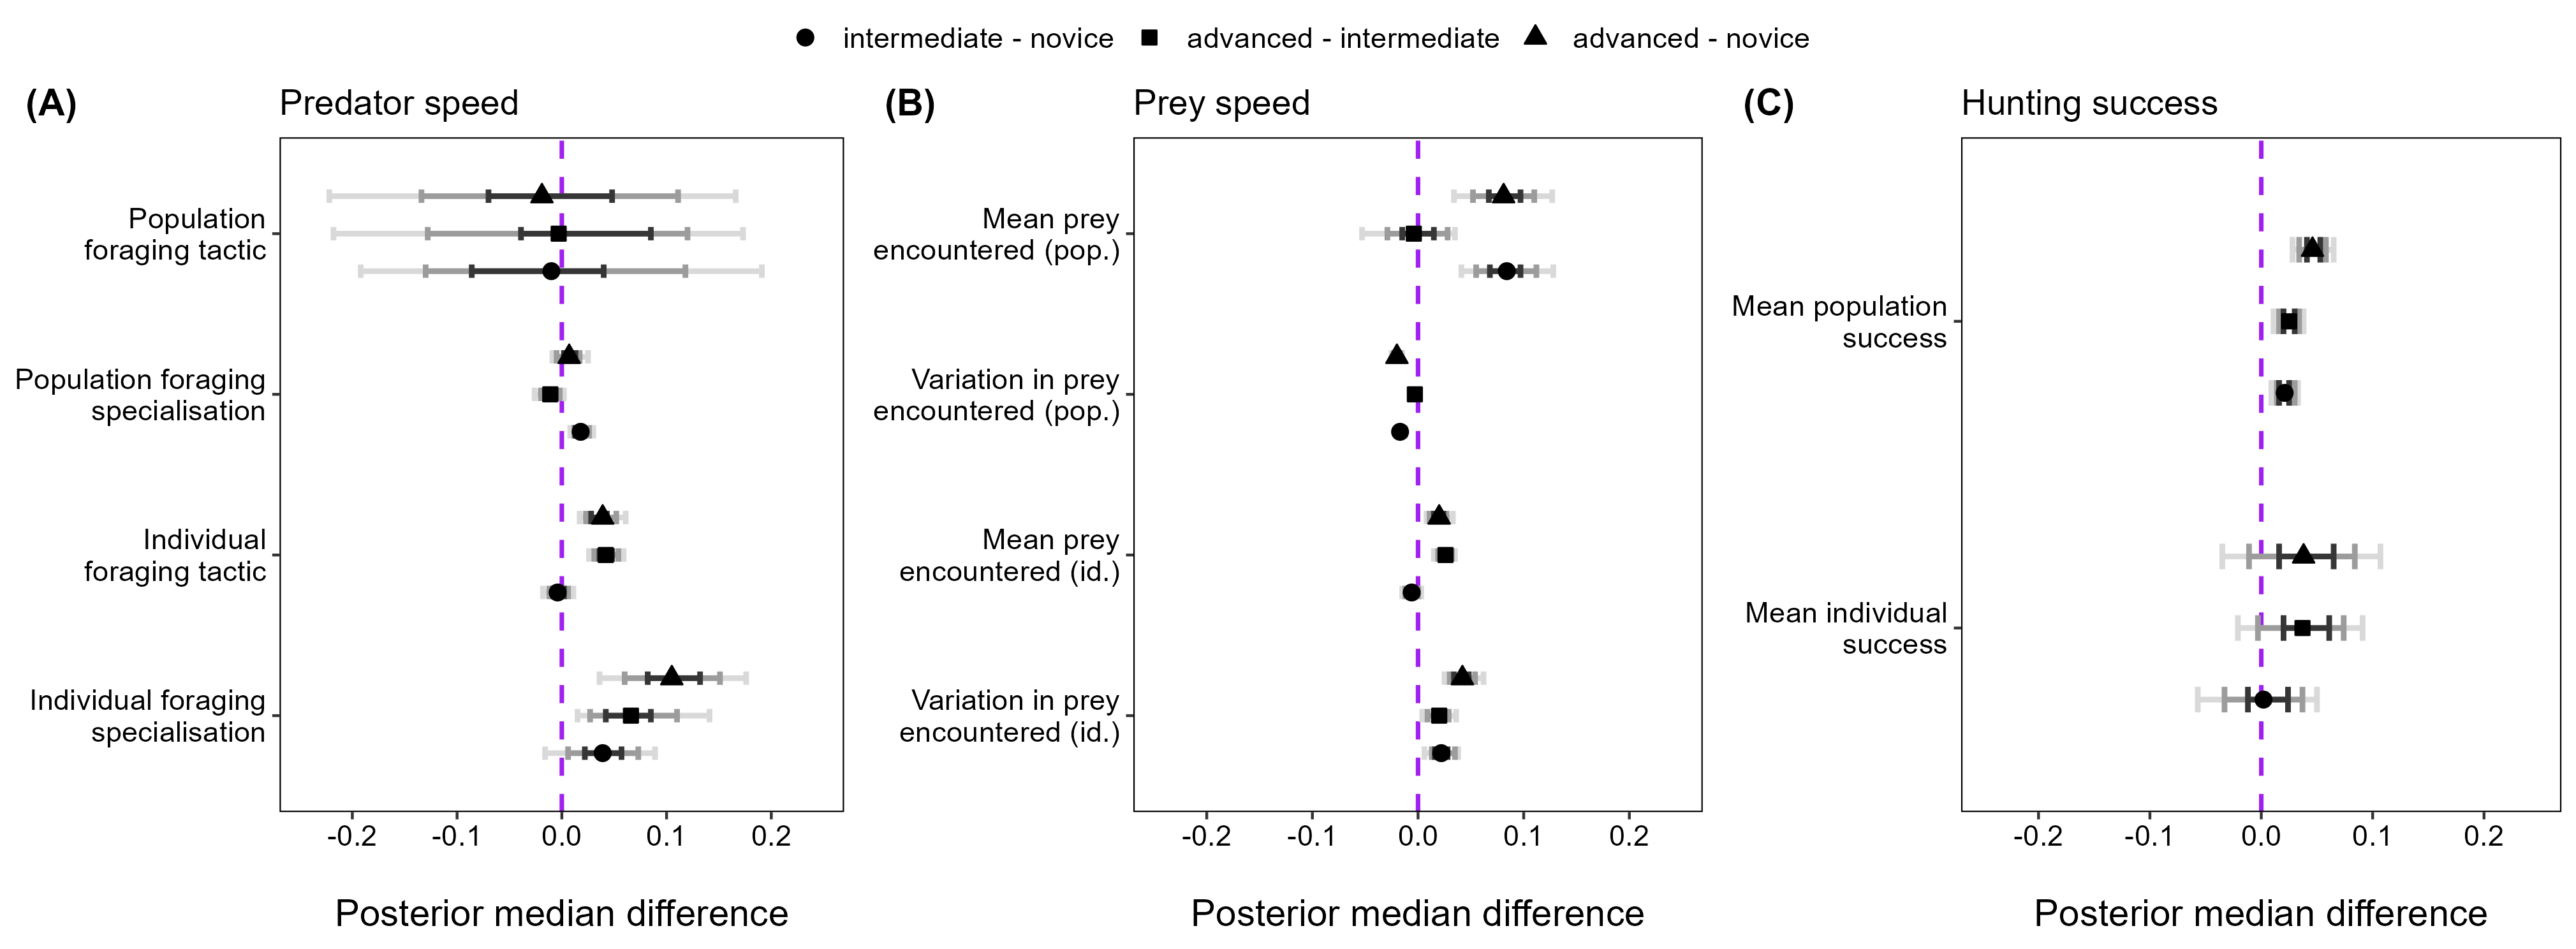 intermediate - novice
advanced - intermediate
advanced - novice
(A)
Predator speed
Population
foraging tactic
Population foraging
specialisation
Individual
foraging tactic
Individual foraging
specialisation
-0.2
-0.1
0.0
0.1
0.2
Posterior median difference
(B)
Prey speed
Mean prey
encountered (pop.)
Variation in prey
encountered (pop.)
Mean prey
encountered (id.)
Variation in prey
encountered (id.)
-0.2
-0.1
0.0
0.1
0.2
Posterior median difference
(C)
Hunting success
Mean population
success
Mean individual
success
-0.2
-0.1
0.0
0.1
0.2
Posterior median difference